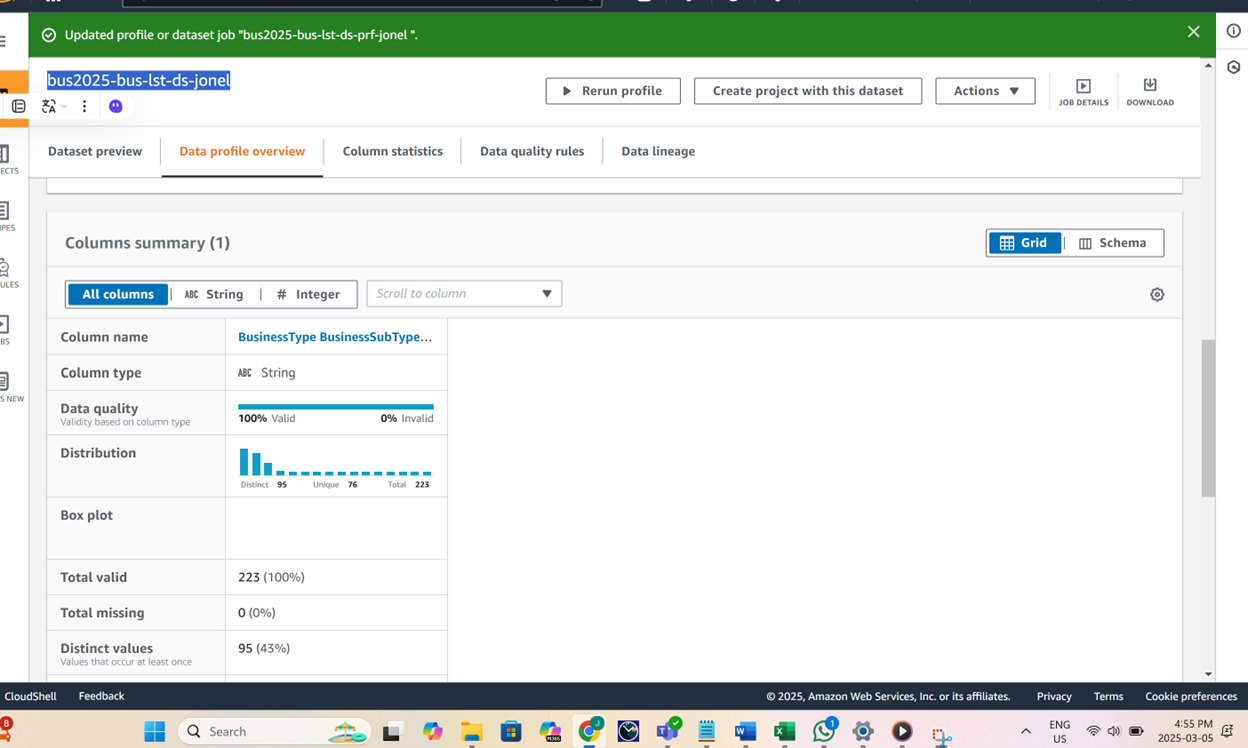 Updated profile or dataset job "bus2025-bus-lst-ds-prf-jonel ".
bus2025-bus-lst-ds-jonel
Rerun profile
Create project with this dataset
Actions
JOB DETAILS
DOWNLOAD
Dataset preview
Data profile overview
Column statistics
Data quality rules
Data lineage
ECTS
IPES
ULES
BS
S NEW
Columns summary (1)
Grid
Schema
All columns
ABC String
# Integer
Scroll to column
Column name
BusinessType BusinessSubType...
Column type
ABC String
Data quality
Validity based on column type
100% Valid
0% Invalid
Distribution
Distinct 95 Unique 76 Total 223
Box plot
Total valid
223 (100%)
Total missing
0 (0%)
Distinct values
Values that occur at least once
95 (43%)
CloudShell
Feedback
© 2025, Amazon Web Services, Inc. or its affiliates.
Privacy
Terms
Cookie preferences
8
Search
M365
1
ENG
US
4:55 PM
2025-03-05